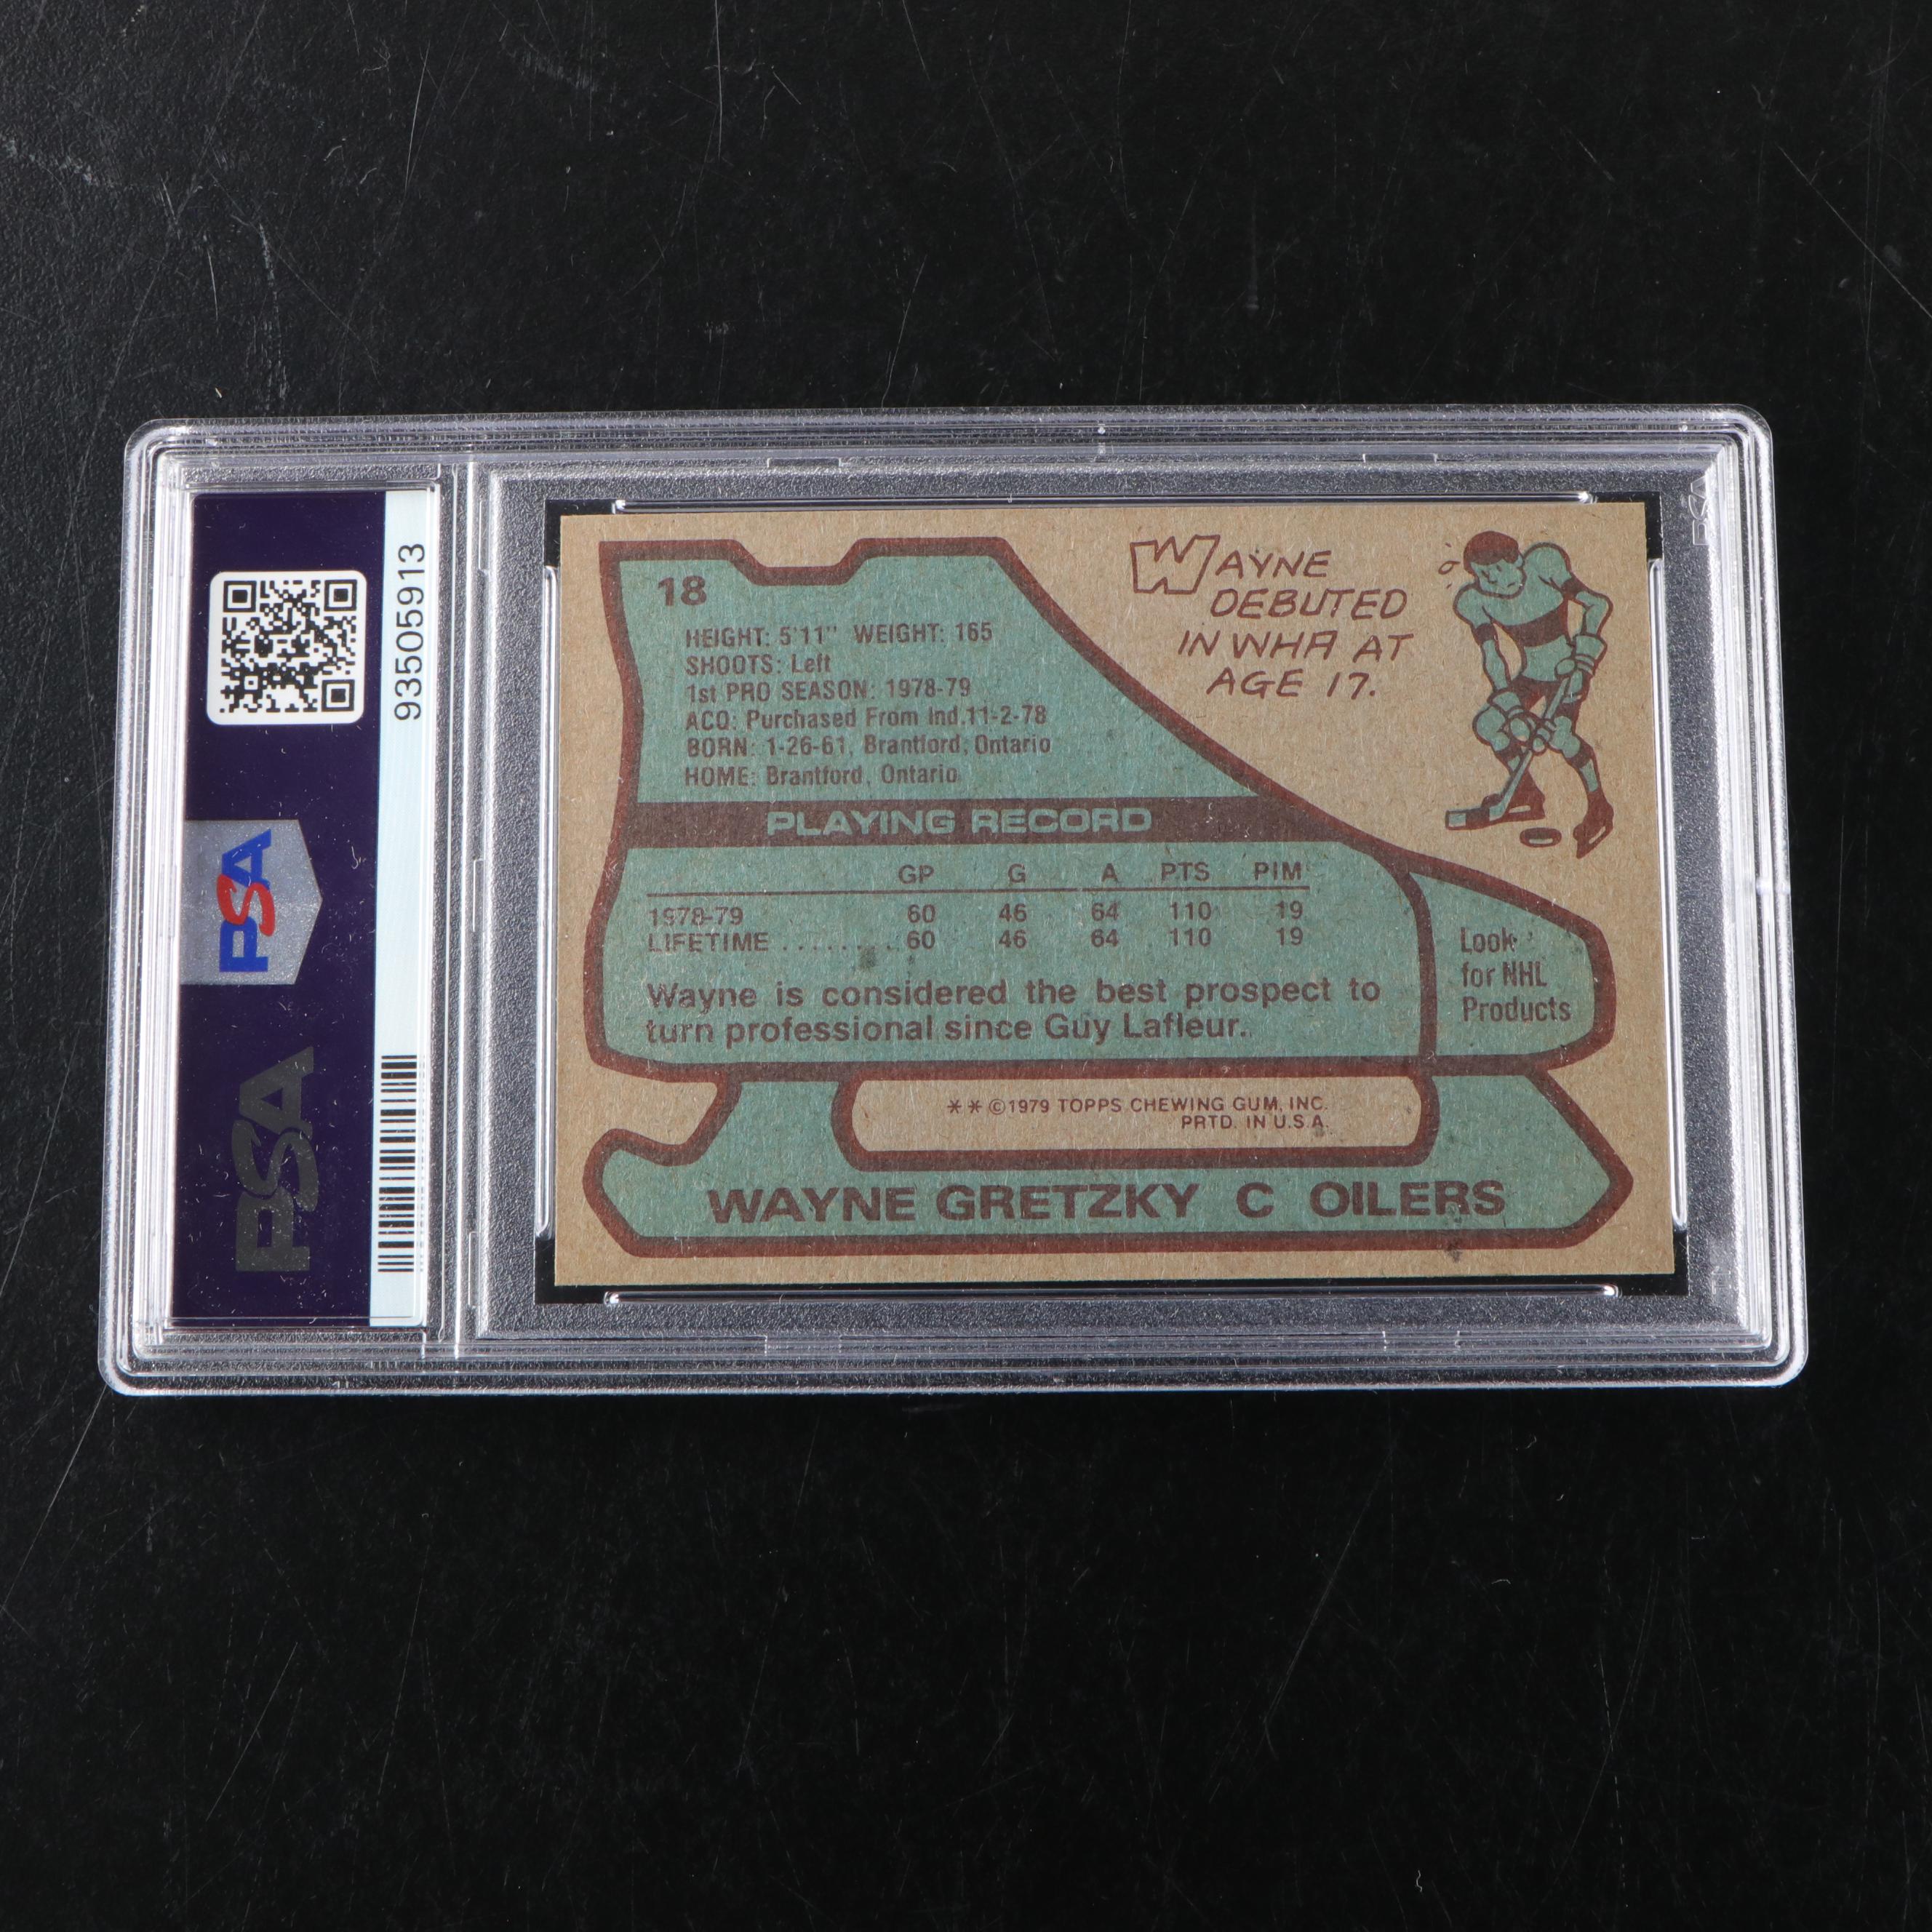 93505913
PSA
PSA
18
HEIGHT: 5'11" WEIGHT: 165
SHOOTS: Left
1st PRO SEASON: 1978-79
ACQ: Purchased From Ind.11-2-78
BORN: 1-26-61, Brantford, Ontario
HOME: Brantford, Ontario
WAYNE
DEBUTED
IN WHA AT
AGE 17.
PLAYING RECORD
GP G A PTS PIM
1978-79 60 46 64 110 19
LIFETIME ........ 60 46 64 110 19
Wayne is considered the best prospect to
turn professional since Guy Lafleur.
Look
for NHL
Products
** ©1979 TOPPS CHEWING GUM, INC.
PRTD. IN U.S.A.
WAYNE GRETZKY C OILERS
PSA